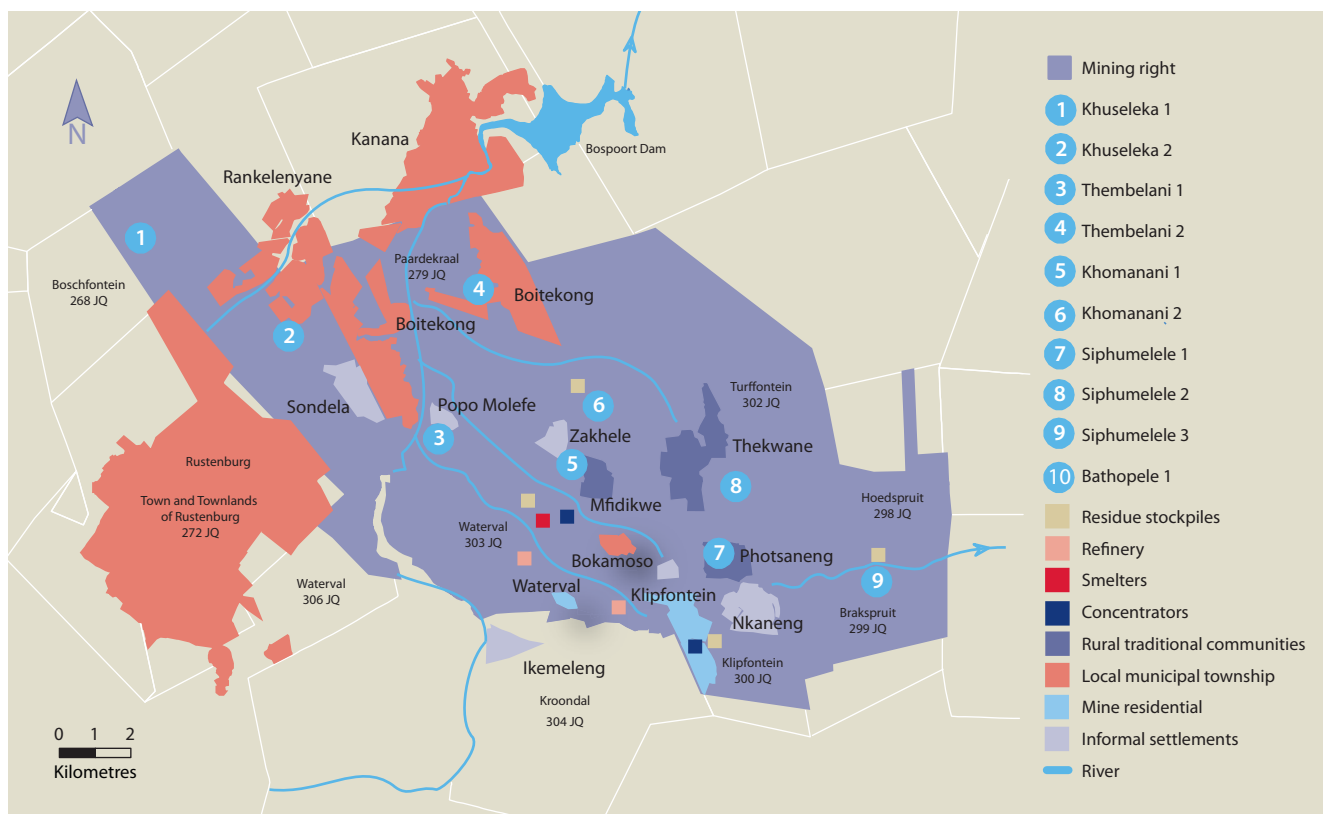 N
Kanana
Bospoort Dam
Rankelenyane
1
Boschfontein
268 JQ
Paardekraal
279 JQ
4
Boitekong
2
Boitekong
Sondela
Popo Molefe
3
6
Zakhele
5
Mfidikwe
Turffontein
302 JQ
Thekwane
8
Rustenburg
Town and Townlands
of Rustenburg
272 JQ
Hoedspruit
298 JQ
Waterval
303 JQ
Bokamoso
7
Photsaneng
9
Waterval
306 JQ
Waterval
Klipfontein
Nkaneng
Brakspruit
299 JQ
Ikemeleng
Klipfontein
300 JQ
Kroondal
304 JQ
0 1 2
Kilometres
Mining right
1 Khuseleka 1
2 Khuseleka 2
3 Thembelani 1
4 Thembelani 2
5 Khomanani 1
6 Khomanani 2
7 Siphumelele 1
8 Siphumelele 2
9 Siphumelele 3
10 Bathopele 1
Residue stockpiles
Refinery
Smelters
Concentrators
Rural traditional communities
Local municipal township
Mine residential
Informal settlements
River